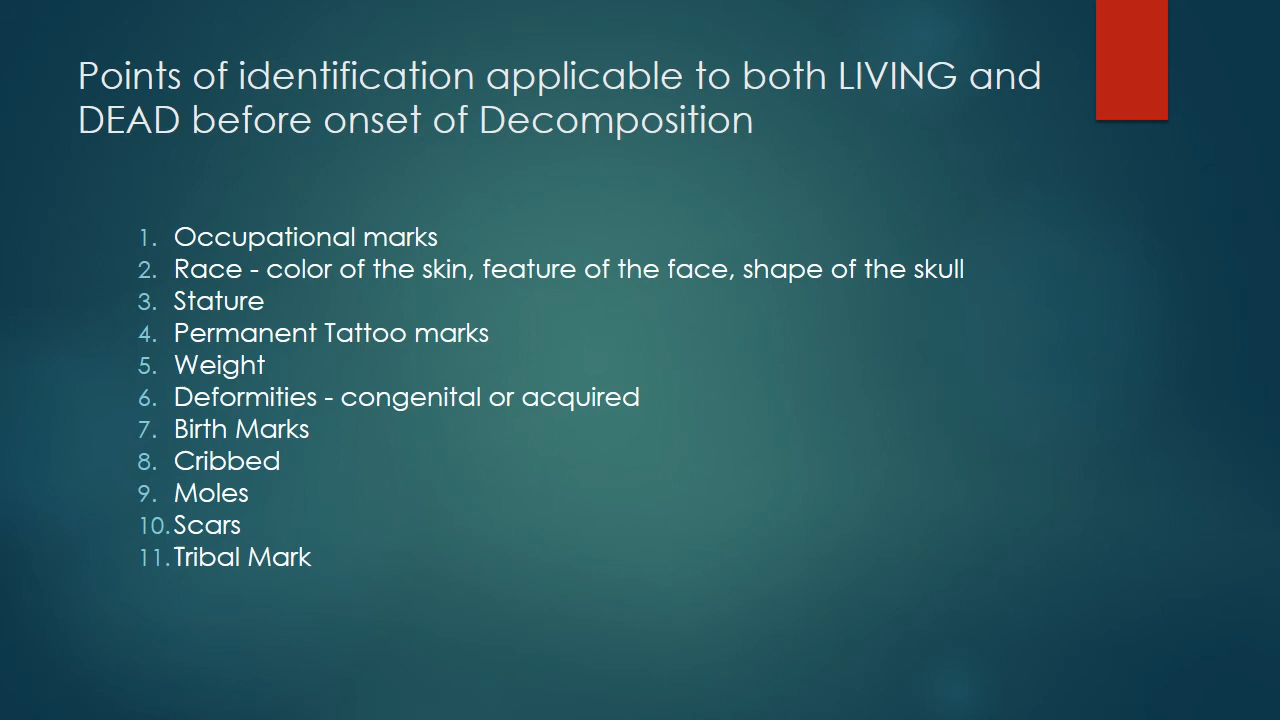 Points of identification applicable to both LIVING and
DEAD before onset of Decomposition
1. Occupational marks
2. Race - color of the skin, feature of the face, shape of the skull
3. Stature
4. Permanent Tattoo marks
5. Weight
6. Deformities - congenital or acquired
7. Birth Marks
8. Cribbed
9. Moles
10. Scars
11. Tribal Mark